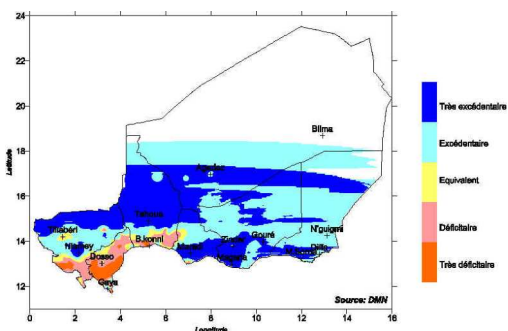 24
22
20
18
16
14
12
Latitude
Bilma
Agadez
Tahoua
Tillabéri
Niamey
B.konni
Dosso
Gaya
Maradi
Zinder
Gouré
N'guigmi
Diffa
Source: DMN
0 2 4 6 8 10 12 14 16
Longitude
Très excédentaire
Excédentaire
Equivalent
Déficitaire
Très déficitaire